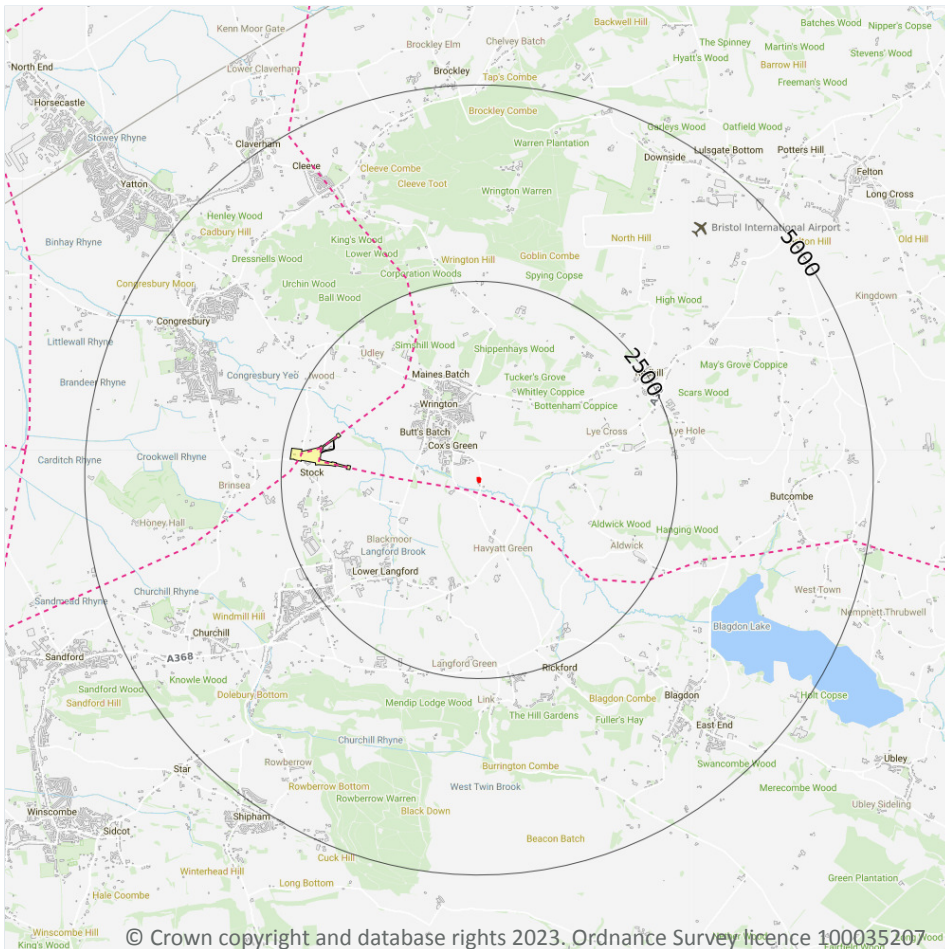 Backwell Hill
Batches Wood
Nipper's Copse
Kenn Moor Gate
Brockley Elm
Chelvey Batch
The Spinney
Martin's Wood
Stevens' Wood
Hyatt's Wood
Barrow Hill
North End
Lower Claverham
Brockley
Tap's Combe
Freeman's Wood
Horsecastle
Brockley Combe
Stowey Rhyne
Oatfield Wood
Warren Plantation
Claverham
Downside
Lulsgate Bottom
Potters Hill
Cleeve
Cleeve Combe
Felton
Yatton
Cleeve Toot
Wrington Warren
Long Cross
Henley Wood
Cadbury Hill
Bristol International Airport
Binhay Rhyne
King's Wood
North Hill
Old Hill
5000
Dressnells Wood
Lower Wood
Wrington Hill
Goblin Combe
Corporation Woods
Spying Copse
Congresbury Moor
Urchin Wood
Ball Wood
High Wood
Kingdown
Congresbury
Littlewall Rhyne
Simshill Wood
Shippenhays Wood
Udley
2500
May's Grove Coppice
Congresbury Yeo
Maines Batch
Tucker's Grove
Brandeer Rhyne
Iwood
Whitley Coppice
Scars Wood
Wrington
Bottenham Coppice
Butt's Batch
Lye Cross
Lye Hole
Cox's Green
Crookwell Rhyne
Carditch Rhyne
Stock
Brinsea
Butcombe
Honey Hall
Aldwick Wood
Hanging Wood
Blackmoor
Langford Brook
Havyatt Green
Aldwick
Lower Langford
Churchill Rhyne
West Town
Sandmead Rhyne
Nempnett Thrubwell
Windmill Hill
Blagdon Lake
Churchill
Sandford
A368
Langford Green
Rickford
Knowle Wood
Sandford Wood
Dolebury Bottom
Blagdon Combe
Blagdon
Holt Copse
Sandford Hill
Mendip Lodge Wood
Link
The Hill Gardens
Fuller's Hay
East End
Churchill Rhyne
Ubley
Rowberrow
Star
Burrington Combe
Swancombe Wood
Rowberrow Bottom
West Twin Brook
Merecombe Wood
Rowberrow Warren
Ubley Sideling
Winscombe
Black Down
Shipham
Sidcot
Beacon Batch
Cuck Hill
Winterhead Hill
Green Plantation
Long Bottom
Hale Coombe
Winscombe Hill
King's Wood
© Crown copyright and database rights 2023. Ordnance Survey licence 100035207